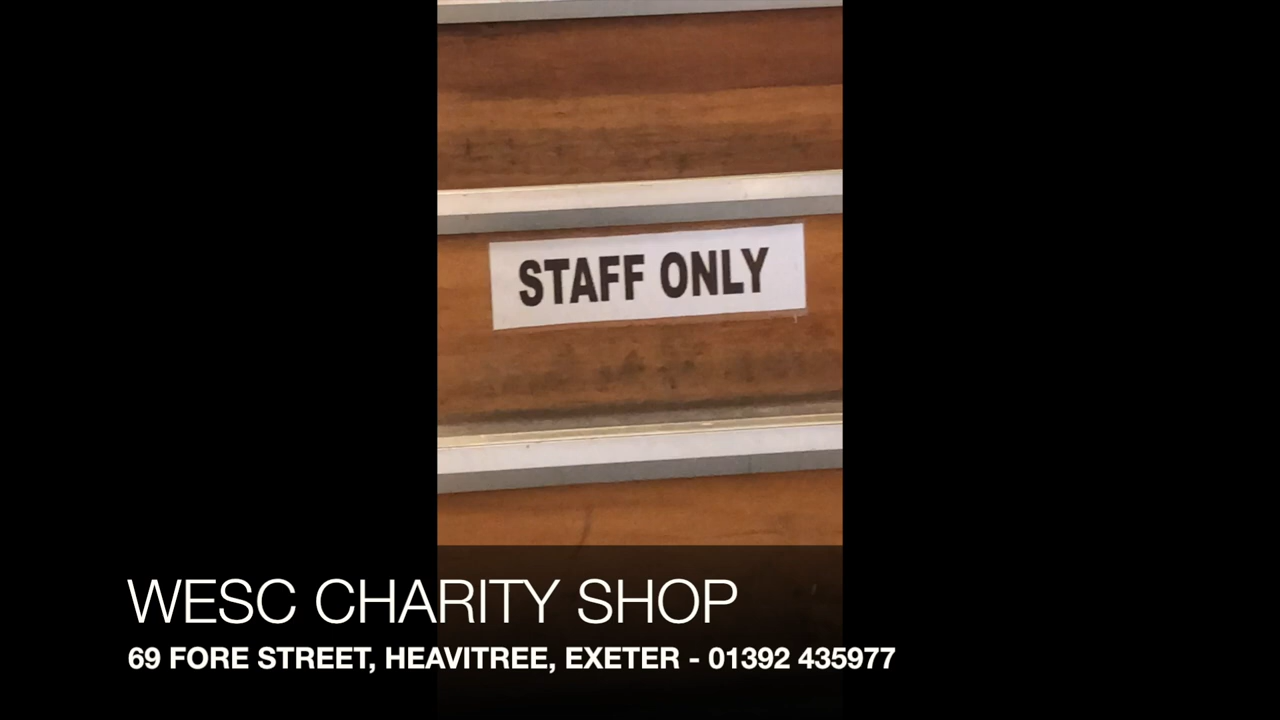 STAFF ONLY
WESC CHARITY SHOP
69 FORE STREET, HEAVITREE, EXETER - 01392 435977